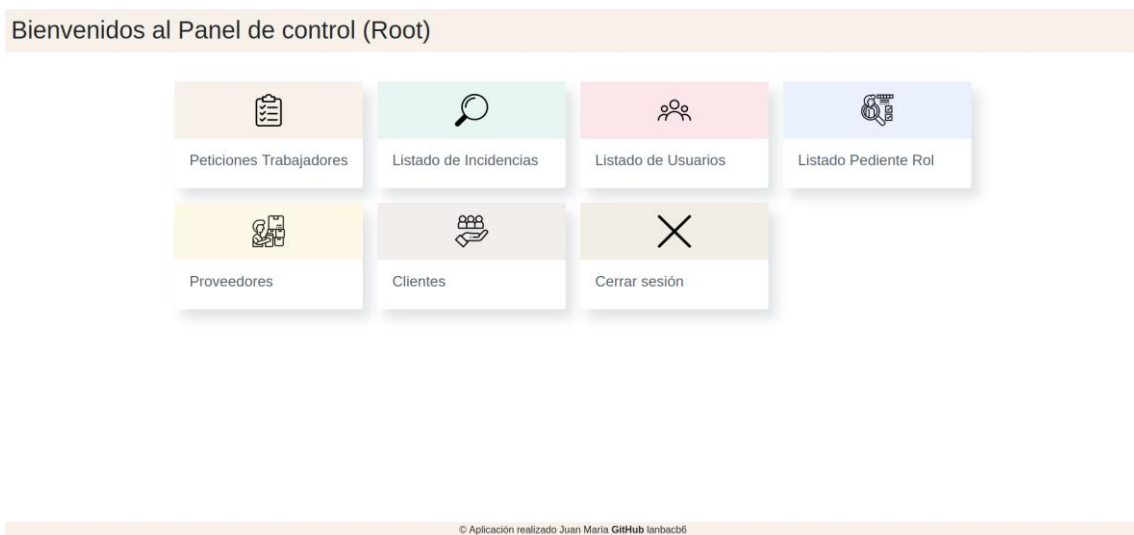 Bienvenidos al Panel de control (Root)
Peticiones Trabajadores
Listado de Incidencias
Listado de Usuarios
Listado Pediente Rol
Proveedores
Clientes
Cerrar sesión
© Aplicación realizado Juan María GitHub lanbacb6